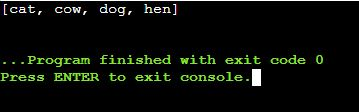 [cat, cow, dog, hen]
...Program finished with exit code 0
Press ENTER to exit console.